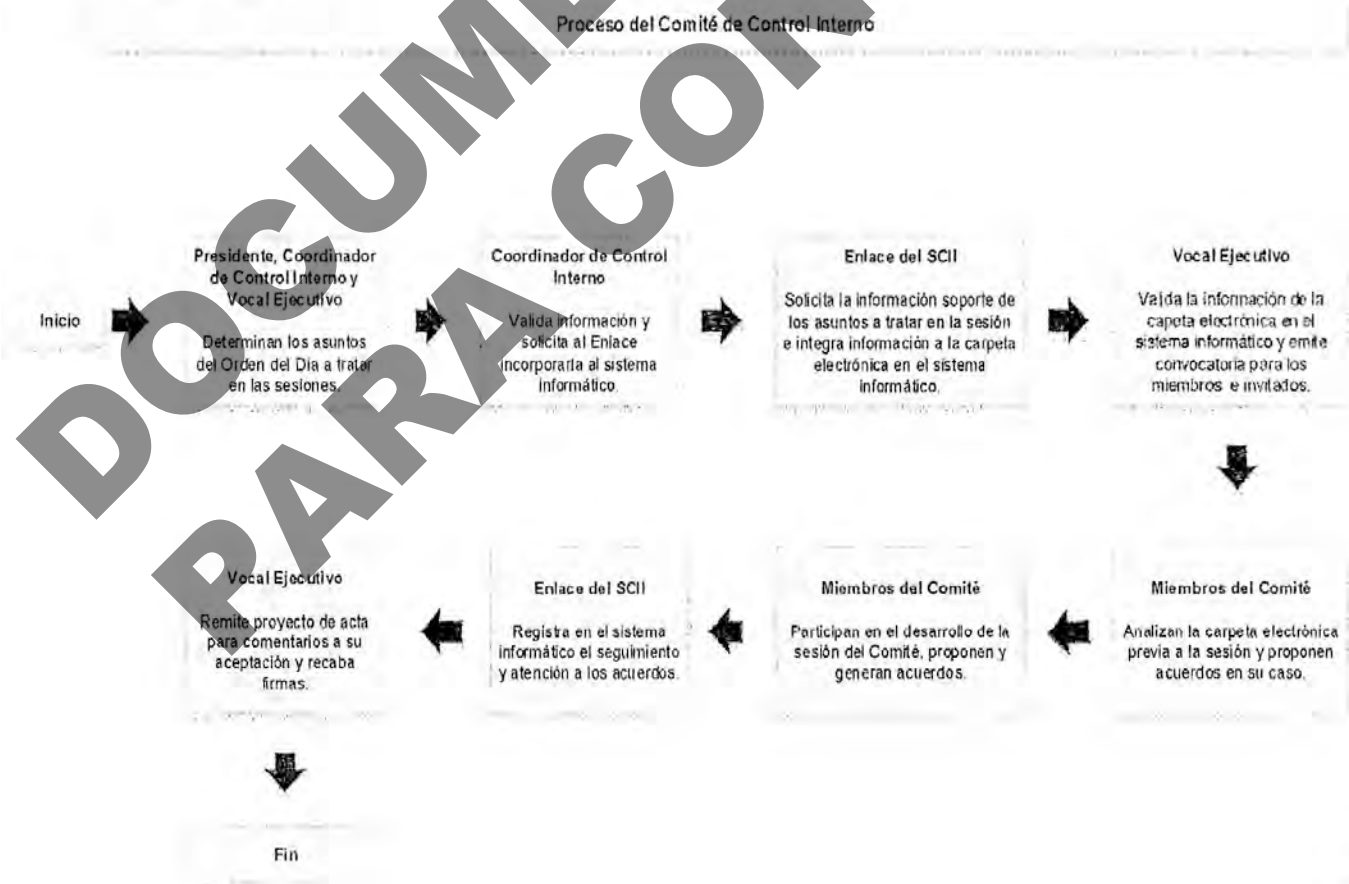 Proceso del Comité de Control Interno
DOCUME
PARA CON
Inicio
Presidente, Coordinador
de Control Interno y
Vocal Ejecutivo
Determinan los asuntos
del Orden del Día a tratar
en las sesiones.
Coordinador de Control
Interno
Valida información y
solicita al Enlace
incorporarla al sistema
informático.
Enlace del SCII
Solicita la información soporte de
los asuntos a tratar en la sesión
e integra información a la carpeta
electrónica en el sistema
informático.
Vocal Ejecutivo
Valida la información de la
capeta electrónica en el
sistema informático y emite
convocatoria para los
miembros e invitados.
Miembros del Comité
Analizan la carpeta electrónica
previa a la sesión y proponen
acuerdos en su caso.
Miembros del Comité
Participan en el desarrollo de la
sesión del Comité, proponen y
generan acuerdos.
Enlace del SCII
Registra en el sistema
informático el seguimiento
y atención a los acuerdos.
Vocal Ejecutivo
Remite proyecto de acta
para comentarios a su
aceptación y recaba
firmas.
Fin